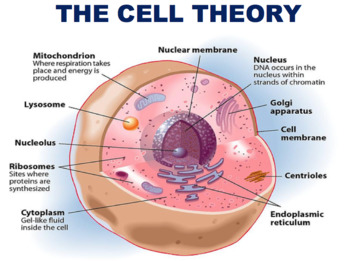 THE CELL THEORY
Nuclear membrane
Mitochondrion
Where respiration takes
place and energy is
produced
Nucleus
DNA occurs in the
nucleus within
strands of chromatin
Lysosome
Golgi
apparatus
Cell
membrane
Nucleolus
Ribosomes
Sites where
proteins are
synthesized
Centrioles
Cytoplasm
Gel-like fluid
inside the cell
Endoplasmic
reticulum